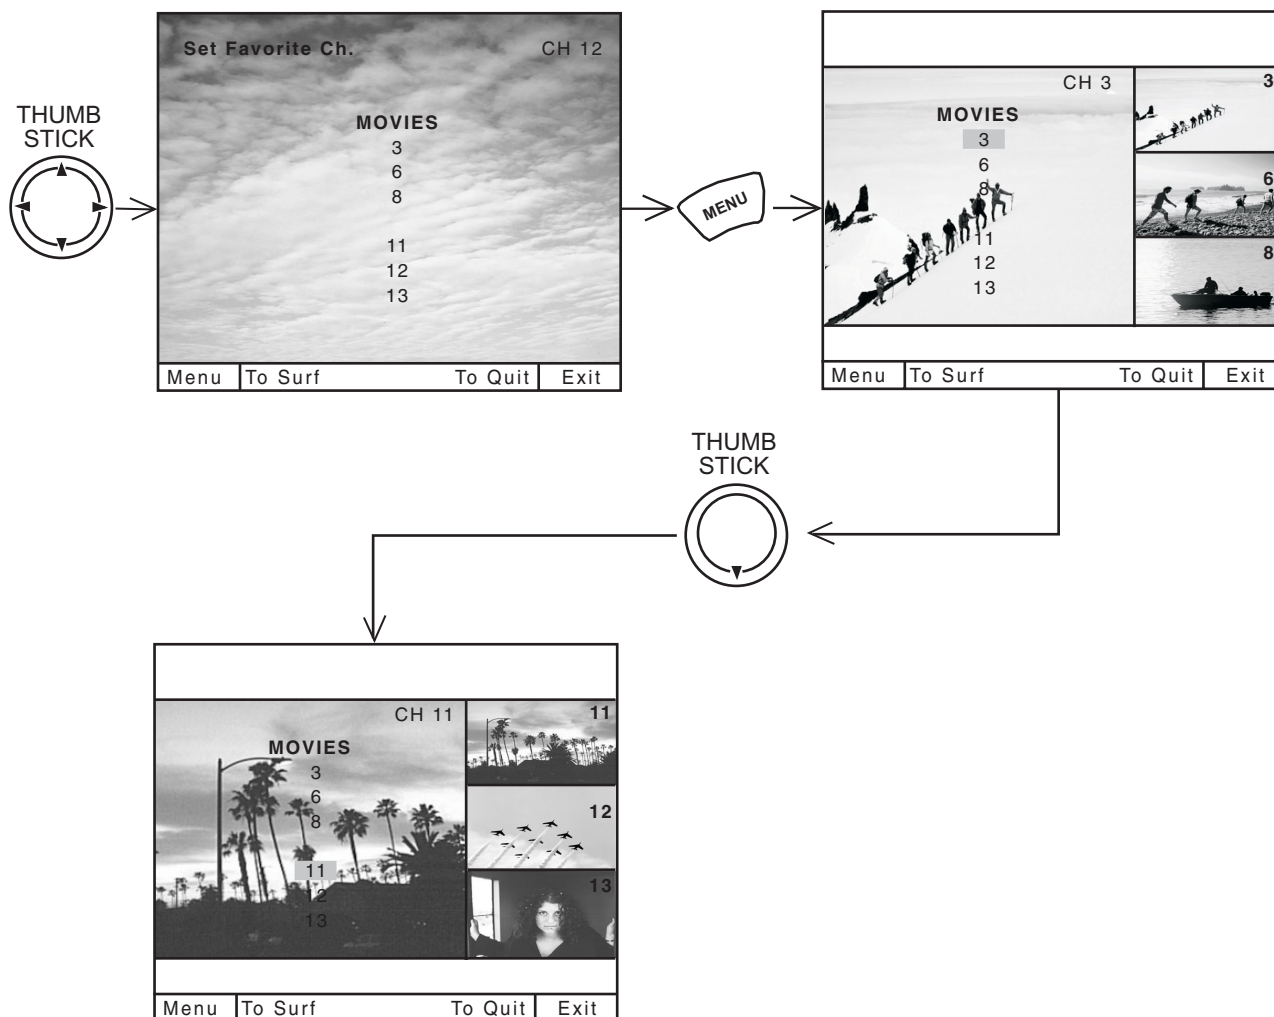 THUMB
STICK
Set Favorite Ch. CH 12
MOVIES
3
6
8
11
12
13
Menu To Surf To Quit Exit
MENU
CH 3
MOVIES
3
6
8
11
12
13
3
6
8
Menu To Surf To Quit Exit
THUMB
STICK
CH 11
MOVIES
3
6
8
11
12
13
11
12
13
Menu To Surf To Quit Exit